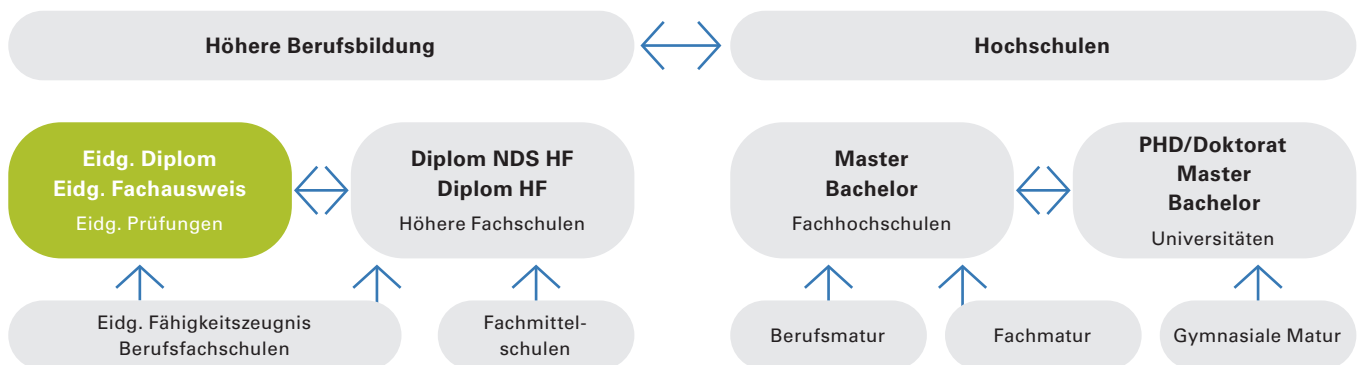 Höhere Berufsbildung
Hochschulen
Eidg. Diplom
Eidg. Fachausweis
Eidg. Prüfungen
Diplom NDS HF
Diplom HF
Höhere Fachschulen
Master
Bachelor
Fachhochschulen
PHD/Doktorat
Master
Bachelor
Universitäten
Eidg. Fähigkeitszeugnis
Berufsfachschulen
Fachmittel-
schulen
Berufsmatur
Fachmatur
Gymnasiale Matur